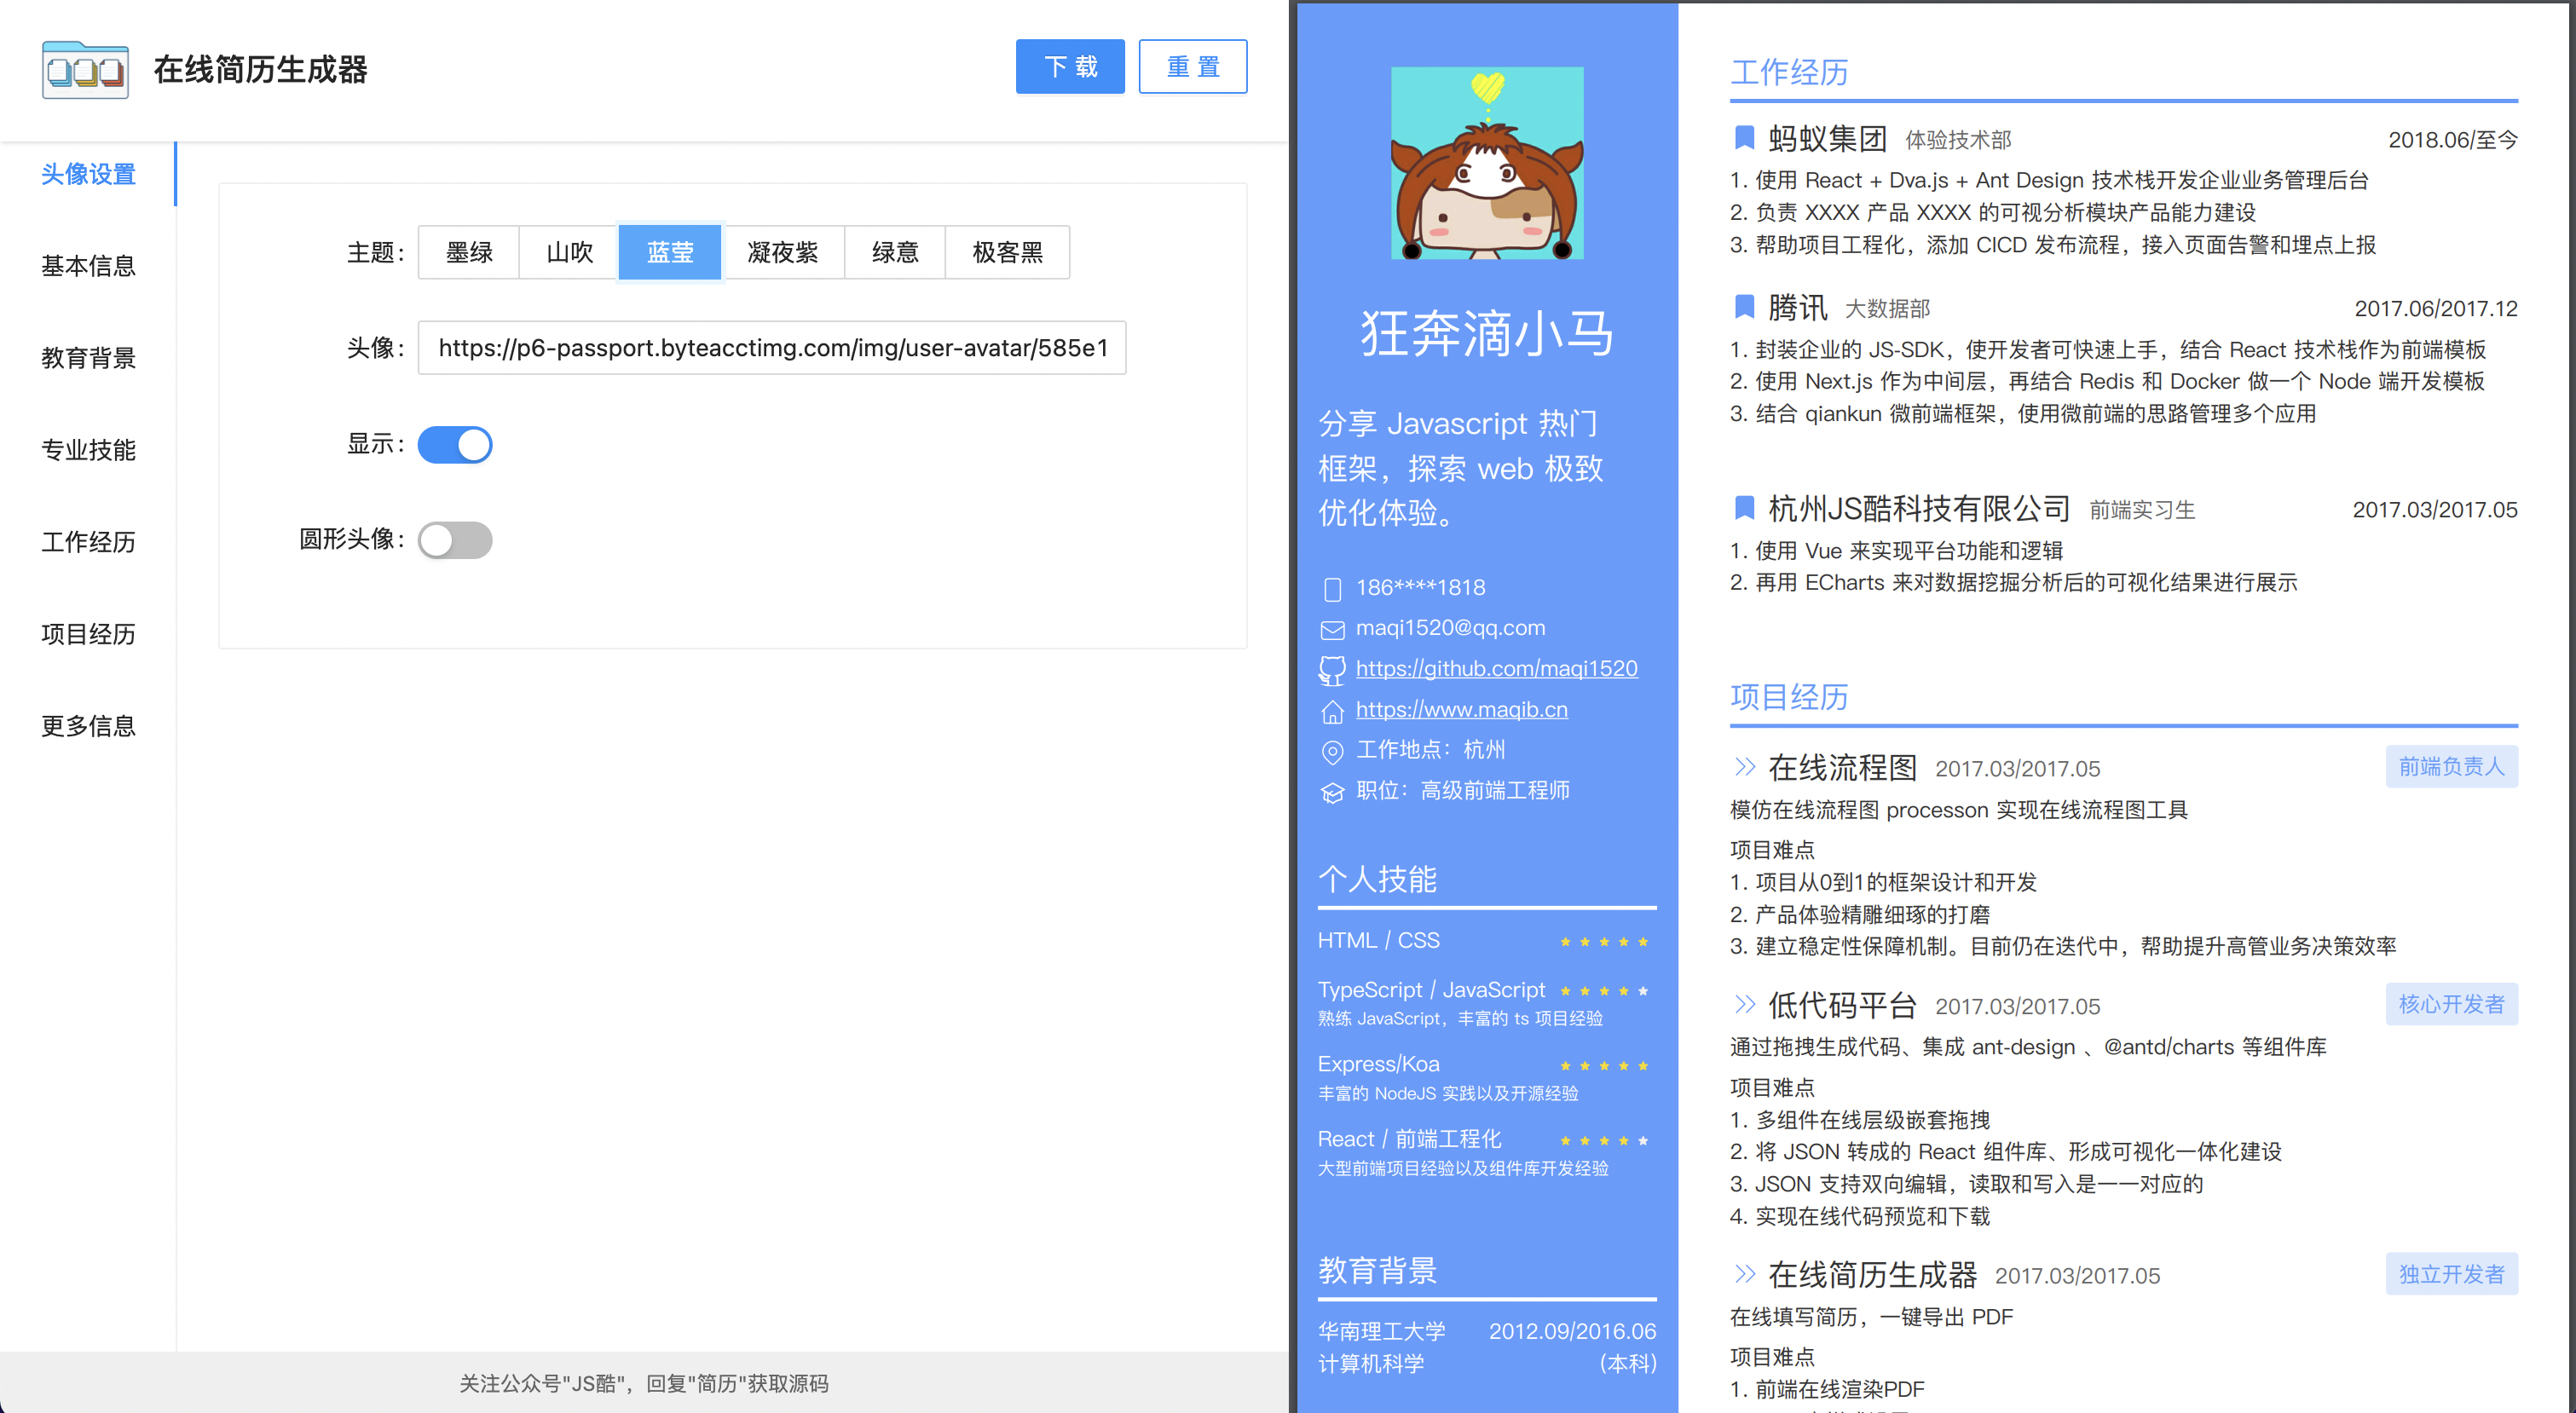 在线简历生成器
下载 重置
头像设置
基本信息
教育背景
专业技能
工作经历
项目经历
更多信息
主题: 墨绿 山吹 蓝莹 凝夜紫 绿意 极客黑
头像: https://p6-passport.byteacctimg.com/img/user-avatar/585e1
显示:
圆形头像:
关注公众号"JS酷"，回复"简历"获取源码
狂奔滴小马
分享 Javascript 热门
框架，探索 web 极致
优化体验。
186****1818
maqi1520@qq.com
https://github.com/maqi1520
https://www.maqib.cn
工作地点：杭州
职位：高级前端工程师
个人技能
HTML / CSS
TypeScript / JavaScript
熟练 JavaScript，丰富的 ts 项目经验
Express/Koa
丰富的 NodeJS 实践以及开源经验
React / 前端工程化
大型前端项目经验以及组件库开发经验
教育背景
华南理工大学 2012.09/2016.06
计算机科学 (本科)
工作经历
蚂蚁集团 体验技术部 2018.06/至今
1. 使用 React + Dva.js + Ant Design 技术栈开发企业业务管理后台
2. 负责 XXXX 产品 XXXX 的可视分析模块产品能力建设
3. 帮助项目工程化，添加 CICD 发布流程，接入页面告警和埋点上报
腾讯 大数据部 2017.06/2017.12
1. 封装企业的 JS-SDK，使开发者可快速上手，结合 React 技术栈作为前端模板
2. 使用 Next.js 作为中间层，再结合 Redis 和 Docker 做一个 Node 端开发模板
3. 结合 qiankun 微前端框架，使用微前端的思路管理多个应用
杭州JS酷科技有限公司 前端实习生 2017.03/2017.05
1. 使用 Vue 来实现平台功能和逻辑
2. 再用 ECharts 来对数据挖掘分析后的可视化结果进行展示
项目经历
在线流程图 2017.03/2017.05 前端负责人
模仿在线流程图 processon 实现在线流程图工具
项目难点
1. 项目从0到1的框架设计和开发
2. 产品体验精雕细琢的打磨
3. 建立稳定性保障机制。目前仍在迭代中，帮助提升高管业务决策效率
低代码平台 2017.03/2017.05 核心开发者
通过拖拽生成代码、集成 ant-design 、@antd/charts 等组件库
项目难点
1. 多组件在线层级嵌套拖拽
2. 将 JSON 转成的 React 组件库、形成可视化一体化建设
3. JSON 支持双向编辑，读取和写入是一一对应的
4. 实现在线代码预览和下载
在线简历生成器 2017.03/2017.05 独立开发者
在线填写简历，一键导出 PDF
项目难点
1. 前端在线渲染PDF